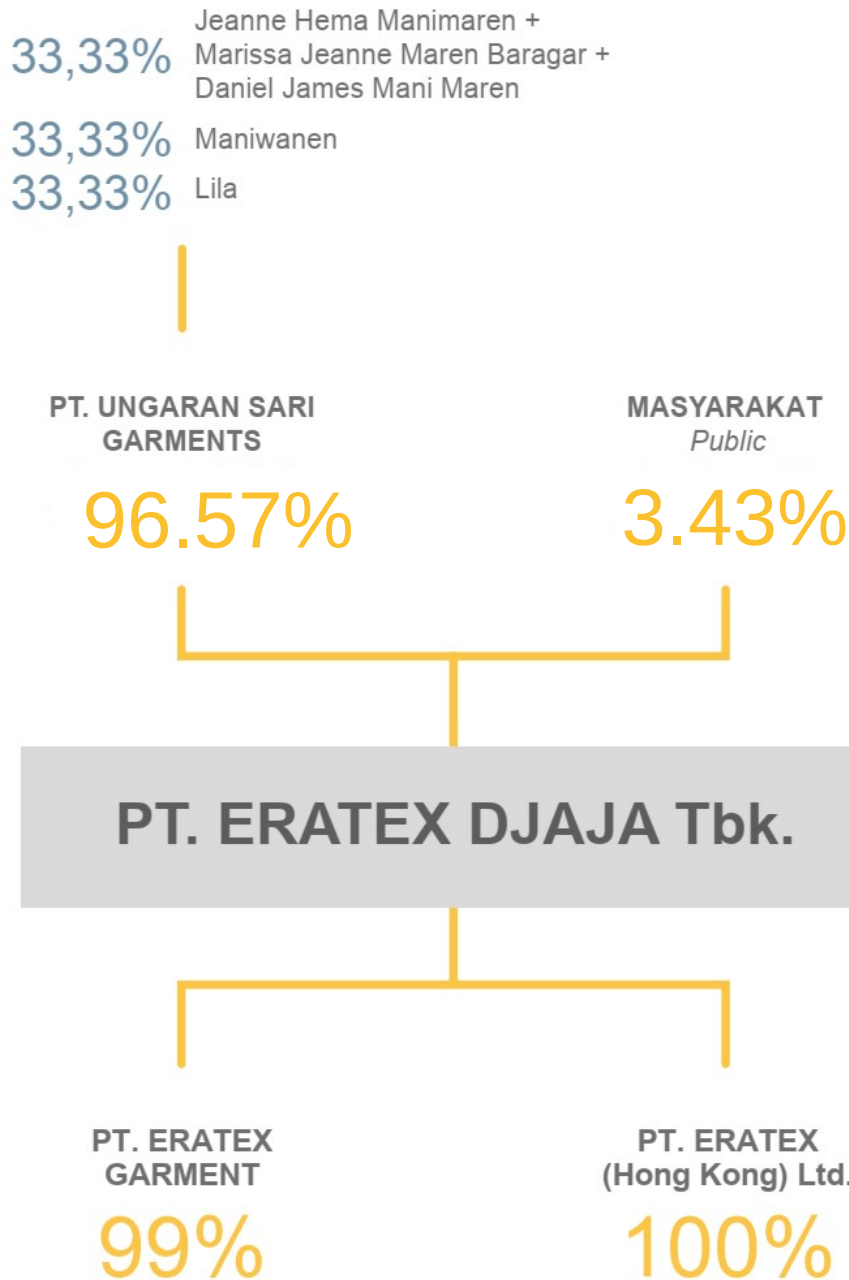 33,33%
Jeanne Hema Manimaren +
Marissa Jeanne Maren Baragar +
Daniel James Mani Maren
33,33% Maniwanen
33,33% Lila
PT. UNGARAN SARI
GARMENTS
96.57%
MASYARAKAT
Public
3.43%
PT. ERATEX DJAJA Tbk.
PT. ERATEX
GARMENT
99%
PT. ERATEX
(Hong Kong) Ltd.
100%